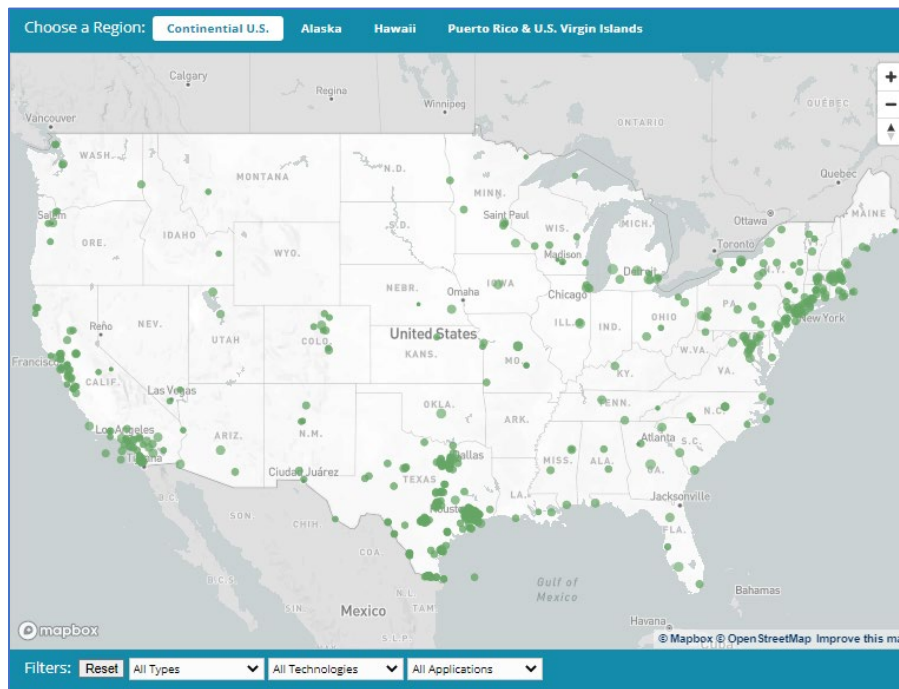 Choose a Region: Continential U.S. Alaska Hawaii Puerto Rico & U.S. Virgin Islands
Calgary
Regina
Winnipeg
Vancouver
ONTARIO
QUÉBEC
Quebec
WASH.
MONTANA
N.D.
MINN.
Ottawa
MAINE
Salem
Saint Paul
WIS.
MICH.
Toronto
ORE.
IDAHO
S.D.
WYO.
Madison
Detroit
N.Y.
NEBR.
Omaha
IOWA
Chicago
PA.
New York
Reno
NEV.
UTAH
COLO.
United States
KANS.
MO.
ILL.
IND.
OHIO
W.VA.
VA.
Francisco
CALIF.
Las Vegas
KY.
TENN.
N.C.
Los Angeles
ARIZ.
N.M.
OKLA.
ARK.
Atlanta
S.C.
Tijuana
Ciudad Juárez
Dallas
MISS.
ALA.
GA.
TEXAS
LA.
Jacksonville
B.C.
SON.
CHIH.
Houston
FLA.
COA.
B.C.S.
N.L.
Gulf of
Mexico
Bahamas
SIN.
Mexico
TAM.
Havana
S.L.P.
Cuba
mapbox
© Mapbox © OpenStreetMap Improve this ma
Filters: Reset All Types All Technologies All Applications